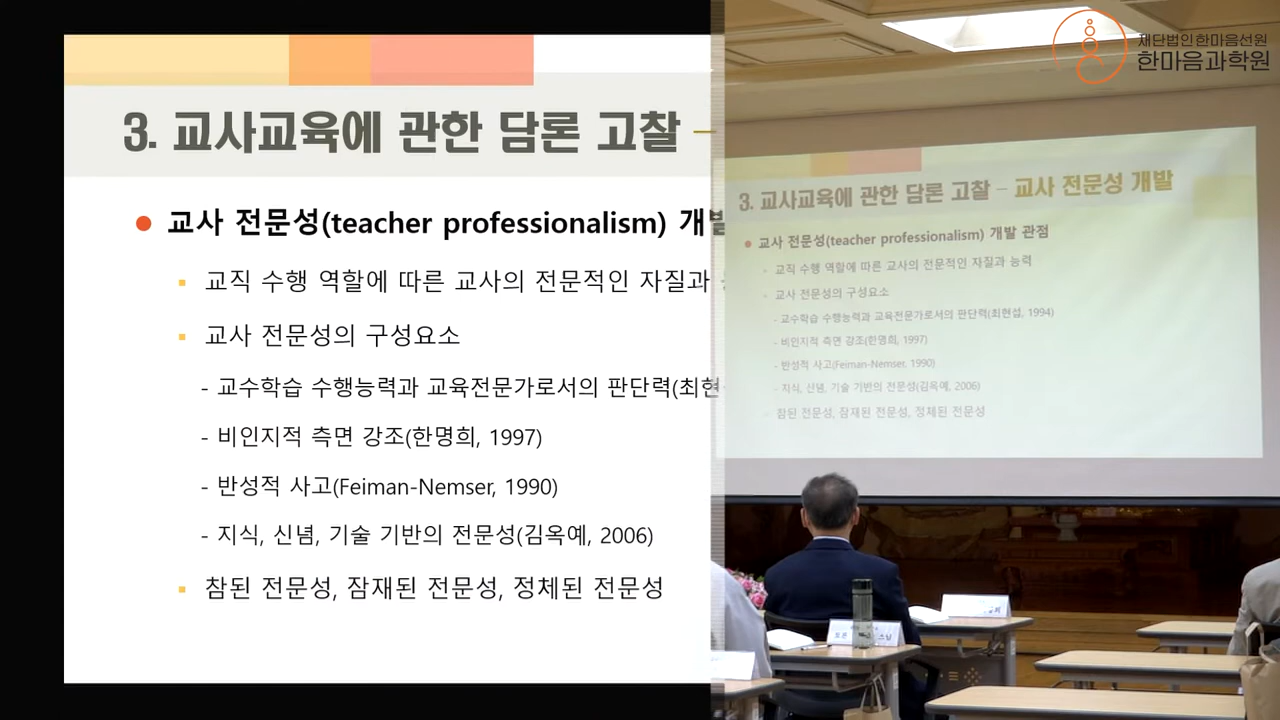 재단법인한마음선원
한마음과학원
3. 교사교육에 관한 담론 고찰 –
교사 전문성(teacher professionalism) 개발
교직 수행 역할에 따른 교사의 전문적인 자질과
교사 전문성의 구성요소
- 교수학습 수행능력과 교육전문가로서의 판단력(최현
- 비인지적 측면 강조(한명희, 1997)
- 반성적 사고(Feiman-Nemser, 1990)
- 지식, 신념, 기술 기반의 전문성(김옥예, 2006)
참된 전문성, 잠재된 전문성, 정체된 전문성
3. 교사교육에 관한 담론 고찰 – 교사 전문성 개발
교사 전문성(teacher professionalism) 개발 관점
교직 수행 역할에 따른 교사의 전문적인 자질과 능력
교사 전문성의 구성요소
- 교수학습 수행능력과 교육전문가로서의 판단력(최현섭, 1994)
- 비인지적 측면 강조(한명희, 1997)
- 반성적 사고(Feiman-Nemser, 1990)
- 지식, 신념, 기술 기반의 전문성(김옥예, 2006)
참된 전문성, 잠재된 전문성, 정체된 전문성
토론
스님